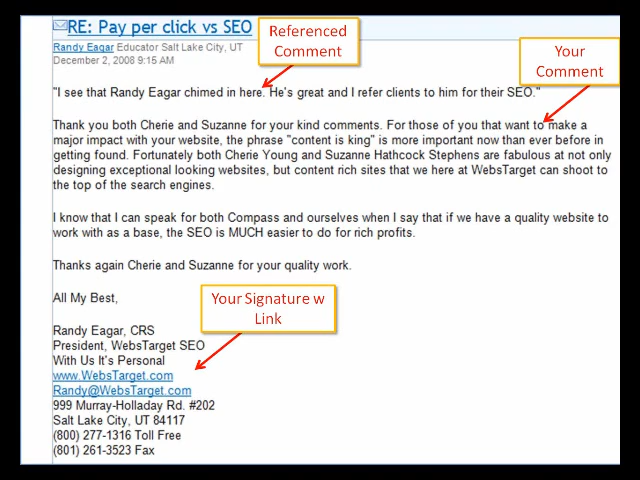 RE: Pay per click vs SEO
Referenced
Comment
Randy Eagar Educator Salt Lake City, UT
December 2, 2008 9:15 AM
Your
Comment
"I see that Randy Eagar chimed in here. He's great and I refer clients to him for their SEO."
Thank you both Cherie and Suzanne for your kind comments. For those of you that want to make a
major impact with your website, the phrase "content is king" is more important now than ever before in
getting found. Fortunately both Cherie Young and Suzanne Hathcock Stephens are fabulous at not only
designing exceptional looking websites, but content rich sites that we here at WebsTarget can shoot to
the top of the search engines.
I know that I can speak for both Compass and ourselves when I say that if we have a quality website to
work with as a base, the SEO is MUCH easier to do for rich profits.
Thanks again Cherie and Suzanne for your quality work.
All My Best,
Your Signature w
Link
Randy Eagar, CRS
President, WebsTarget SEO
With Us It's Personal
www.WebsTarget.com
Randy@WebsTarget.com
999 Murray-Holladay Rd. #202
Salt Lake City, UT 84117
(800) 277-1316 Toll Free
(801) 261-3523 Fax